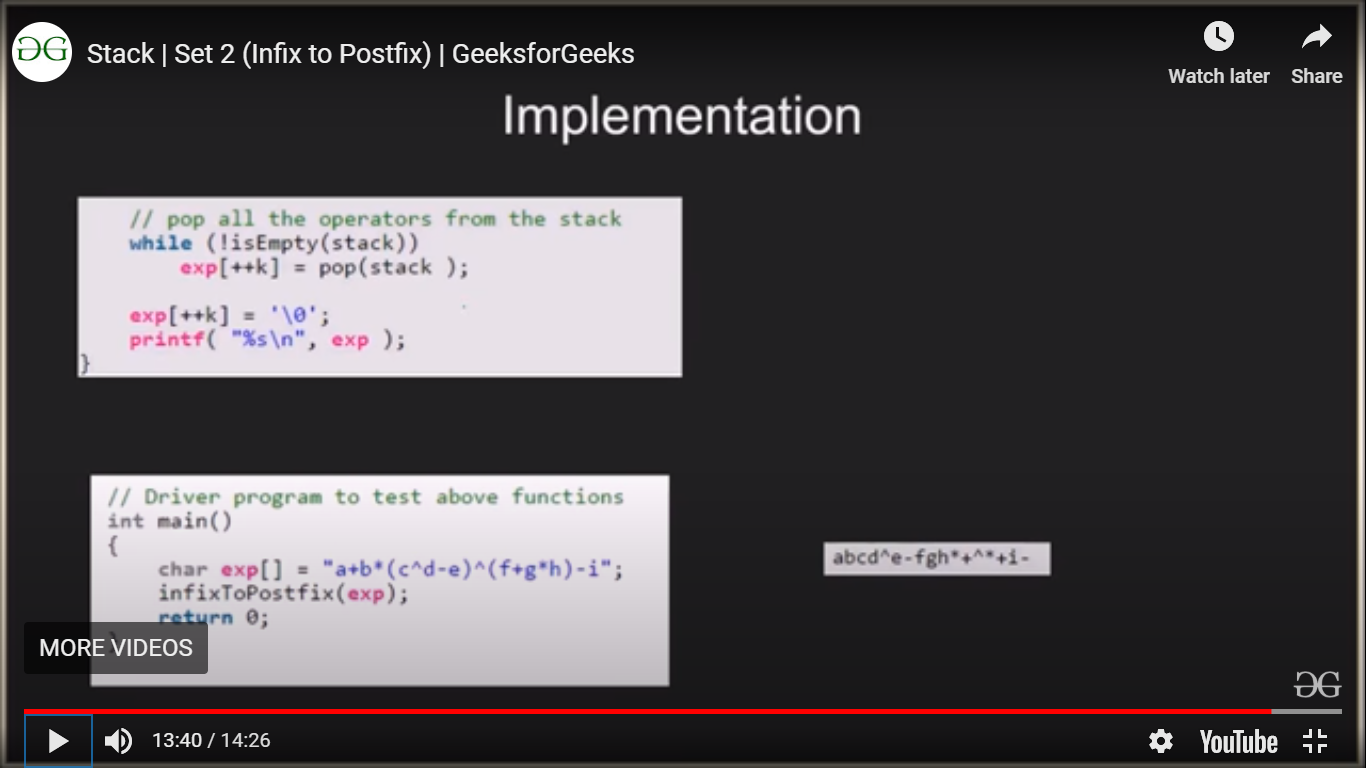 GG
Stack | Set 2 (Infix to Postfix) | GeeksforGeeks
Watch later
Share
Implementation
// pop all the operators from the stack
while (!isEmpty(stack))
exp[++k] = pop(stack );
exp[++k] = '\0';
printf( "%s\n", exp );
}
// Driver program to test above functions
int main()
{
char exp[] = "a+b*(c^d-e)^(f+g*h)-i";
infixToPostfix(exp);
return 0;
}
abcd^e-fgh*+^*+i-
MORE VIDEOS
GG
13:40 / 14:26
YouTube